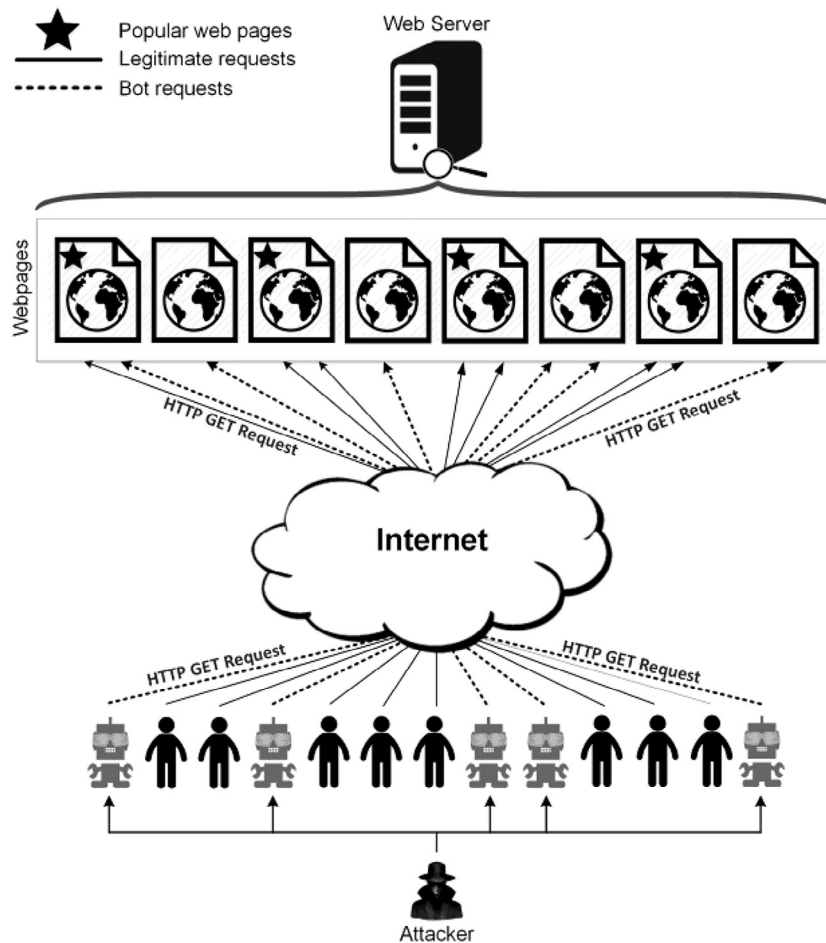 Popular web pages
Legitimate requests
Bot requests
Web Server
Webpages
HTTP GET Request
HTTP GET Request
Internet
HTTP GET Request
HTTP GET Request
Attacker